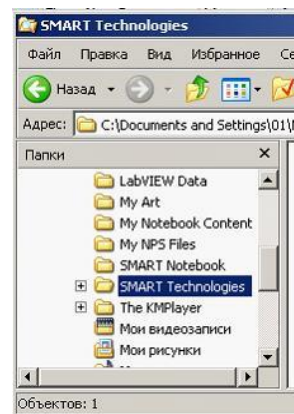 SMART Technologies
Файл Правка Вид Избранное
Назад
Адрес: C:\Documents and Settings\01\
Папки
LabVIEW Data
My Art
My Notebook Content
My NPS Files
SMART Notebook
SMART Technologies
The KMPlayer
Мои видеозаписи
Мои рисунки
Объектов: 1